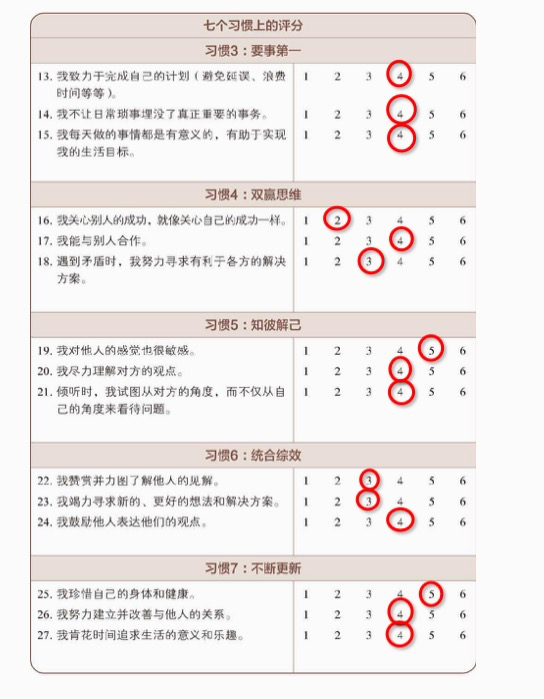 七个习惯上的评分
习惯3：要事第一
13. 我致力于完成自己的计划（避免延误、浪费 1 2 3 4 5 6
时间等等）。
14. 我不让日常琐事埋没了真正重要的事务。 1 2 3 4 5 6
15. 我每天做的事情都是有意义的，有助于实现 1 2 3 4 5 6
我的生活目标。
习惯4：双赢思维
16. 我关心别人的成功，就像关心自己的成功一样。 1 2 3 4 5 6
17. 我能与别人合作。 1 2 3 4 5 6
18. 遇到矛盾时，我努力寻求有利于各方的解决 1 2 3 4 5 6
方案。
习惯5：知彼解己
19. 我对他人的感觉也很敏感。 1 2 3 4 5 6
20. 我尽力理解对方的观点。 1 2 3 4 5 6
21. 倾听时，我试图从对方的角度，而不仅从自 1 2 3 4 5 6
己的角度来看待问题。
习惯6：统合综效
22. 我赞赏并力图了解他人的见解。 1 2 3 4 5 6
23. 我竭力寻求新的、更好的想法和解决方案。 1 2 3 4 5 6
24. 我鼓励他人表达他们的观点。 1 2 3 4 5 6
习惯7：不断更新
25. 我珍惜自己的身体和健康。 1 2 3 4 5 6
26. 我努力建立并改善与他人的关系。 1 2 3 4 5 6
27. 我肯花时间追求生活的意义和乐趣。 1 2 3 4 5 6